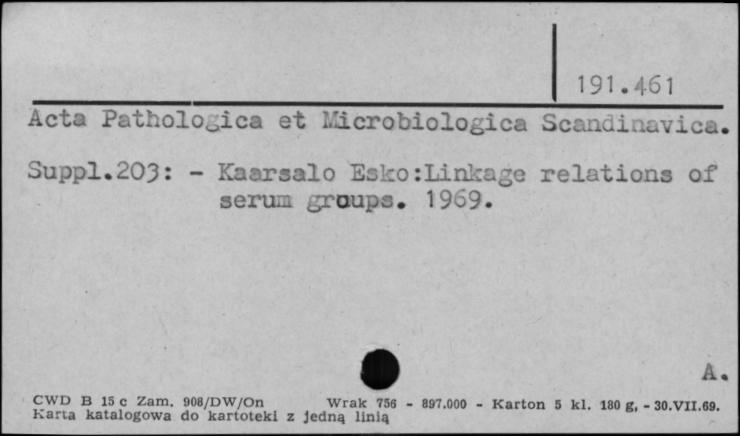 191.461
Acta Pathologica et Microbiologica Scandinavica.
Suppl.203: - Kaarsalo Esko:Linkage relations of
serum groups. 1969.
A.
CWD B 15 c Zam. 908/DW/On Wrak 756 - 897.000 - Karton 5 kl. 180 g, - 30.VII.69.
Karta katalogowa do kartoteki z jedną linią